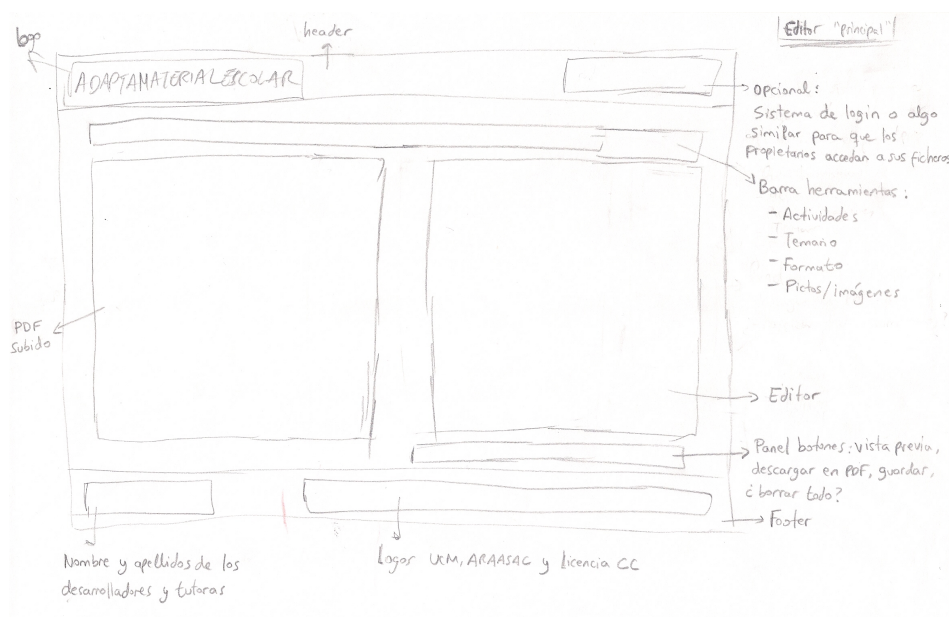 Editor "principal"
logo
header
ADAPTAMATERIALESCOLAR
Opcional:
Sistema de login o algo
similar para que los
propietarios accedan a sus ficheros
Barra herramientas:
- Actividades
- Temario
- Formato
- Pictos/imágenes
PDF
subido
Editor
Panel botones: vista previa,
descargar en PDF, guardar,
¿borrar todo?
Footer
Nombre y apellidos de los
desarrolladores y tutoras
Logos UCM, ARAASAC y licencia CC